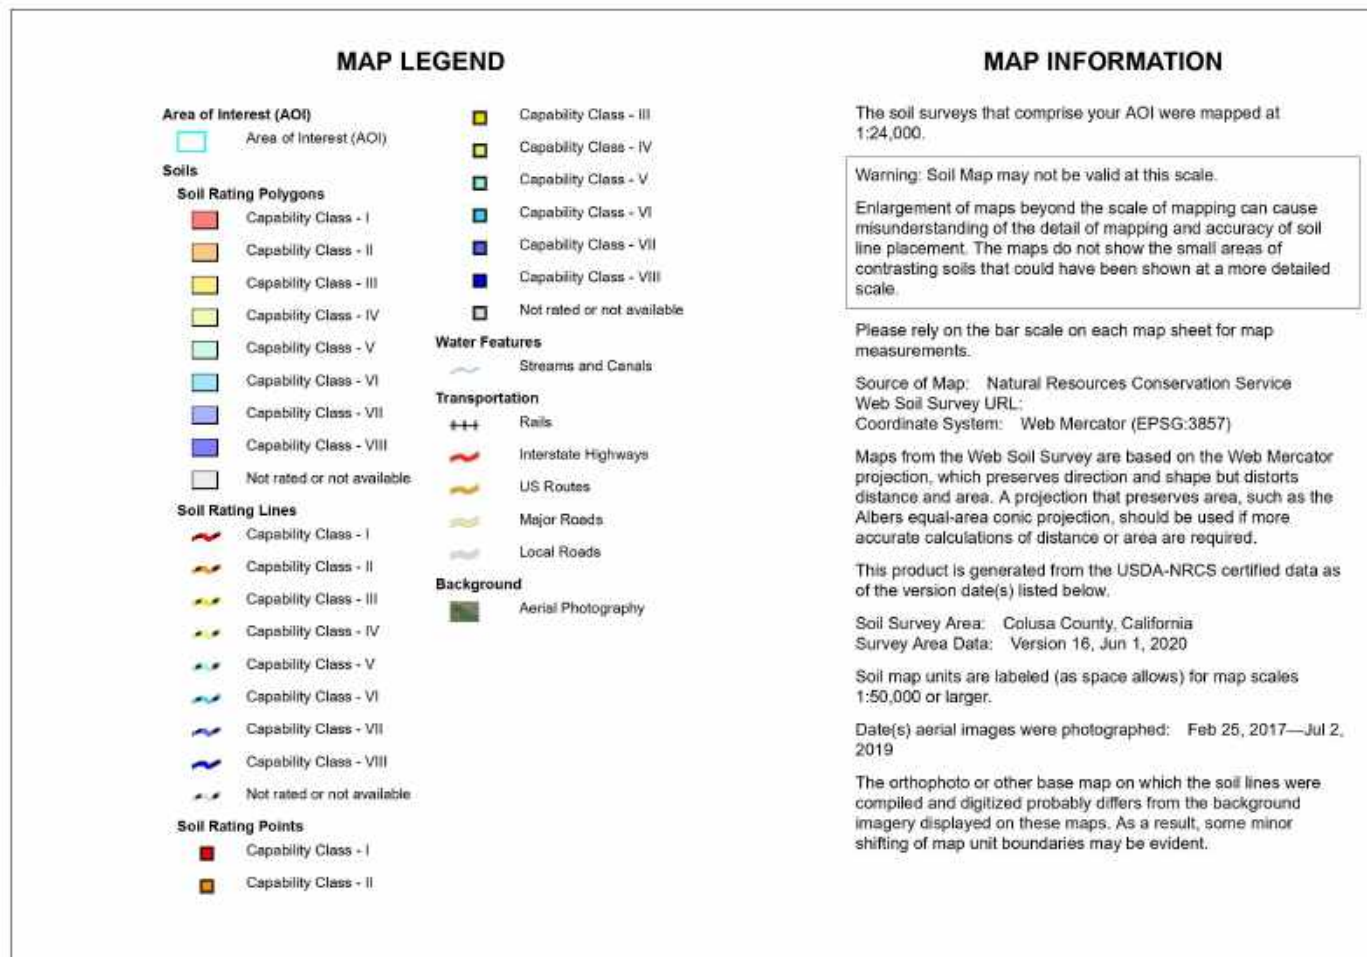 MAP LEGEND
Area of Interest (AOI)
Area of Interest (AOI)
Soils
Soil Rating Polygons
Capability Class - I
Capability Class - II
Capability Class - III
Capability Class - IV
Capability Class - V
Capability Class - VI
Capability Class - VII
Capability Class - VIII
Not rated or not available
Soil Rating Lines
Capability Class - I
Capability Class - II
Capability Class - III
Capability Class - IV
Capability Class - V
Capability Class - VI
Capability Class - VII
Capability Class - VIII
Not rated or not available
Soil Rating Points
Capability Class - I
Capability Class - II
Capability Class - III
Capability Class - IV
Capability Class - V
Capability Class - VI
Capability Class - VII
Capability Class - VIII
Not rated or not available
Water Features
Streams and Canals
Transportation
Rails
Interstate Highways
US Routes
Major Roads
Local Roads
Background
Aerial Photography
MAP INFORMATION
The soil surveys that comprise your AOI were mapped at
1:24,000.
Warning: Soil Map may not be valid at this scale.
Enlargement of maps beyond the scale of mapping can cause
misunderstanding of the detail of mapping and accuracy of soil
line placement. The maps do not show the small areas of
contrasting soils that could have been shown at a more detailed
scale.
Please rely on the bar scale on each map sheet for map
measurements.
Source of Map: Natural Resources Conservation Service
Web Soil Survey URL:
Coordinate System: Web Mercator (EPSG:3857)
Maps from the Web Soil Survey are based on the Web Mercator
projection, which preserves direction and shape but distorts
distance and area. A projection that preserves area, such as the
Albers equal-area conic projection, should be used if more
accurate calculations of distance or area are required.
This product is generated from the USDA-NRCS certified data as
of the version date(s) listed below.
Soil Survey Area: Colusa County, California
Survey Area Data: Version 16, Jun 1, 2020
Soil map units are labeled (as space allows) for map scales
1:50,000 or larger.
Date(s) aerial images were photographed: Feb 25, 2017—Jul 2,
2019
The orthophoto or other base map on which the soil lines were
compiled and digitized probably differs from the background
imagery displayed on these maps. As a result, some minor
shifting of map unit boundaries may be evident.